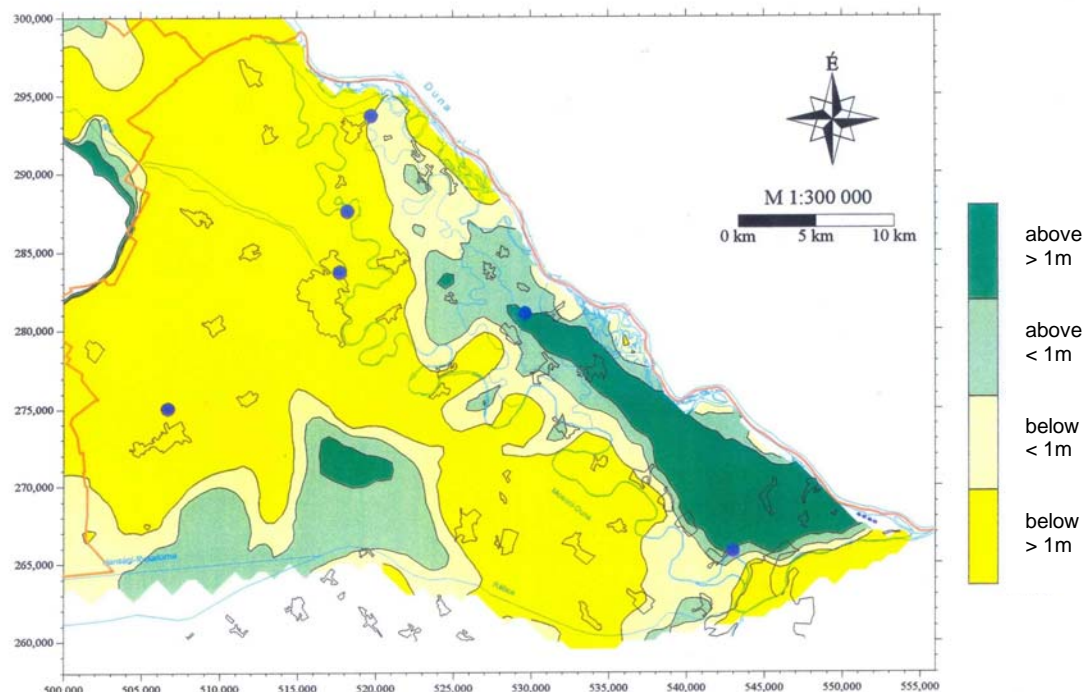 300,000
295,000
290,000
285,000
280,000
275,000
270,000
265,000
260,000
500,000
505,000
510,000
515,000
520,000
525,000
530,000
535,000
540,000
545,000
550,000
555,000
Duna
É
M 1:300 000
0 km
5 km
10 km
above
> 1m
above
< 1m
below
< 1m
below
> 1m
Mosoni-Duna
Rábca